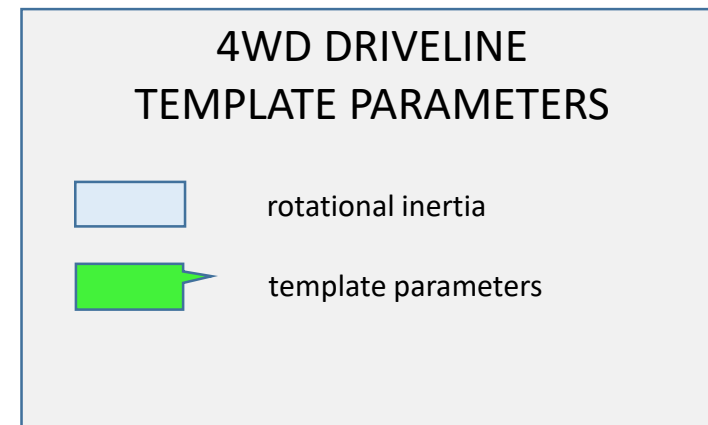 4WD DRIVELINE
TEMPLATE PARAMETERS
rotational inertia
template parameters